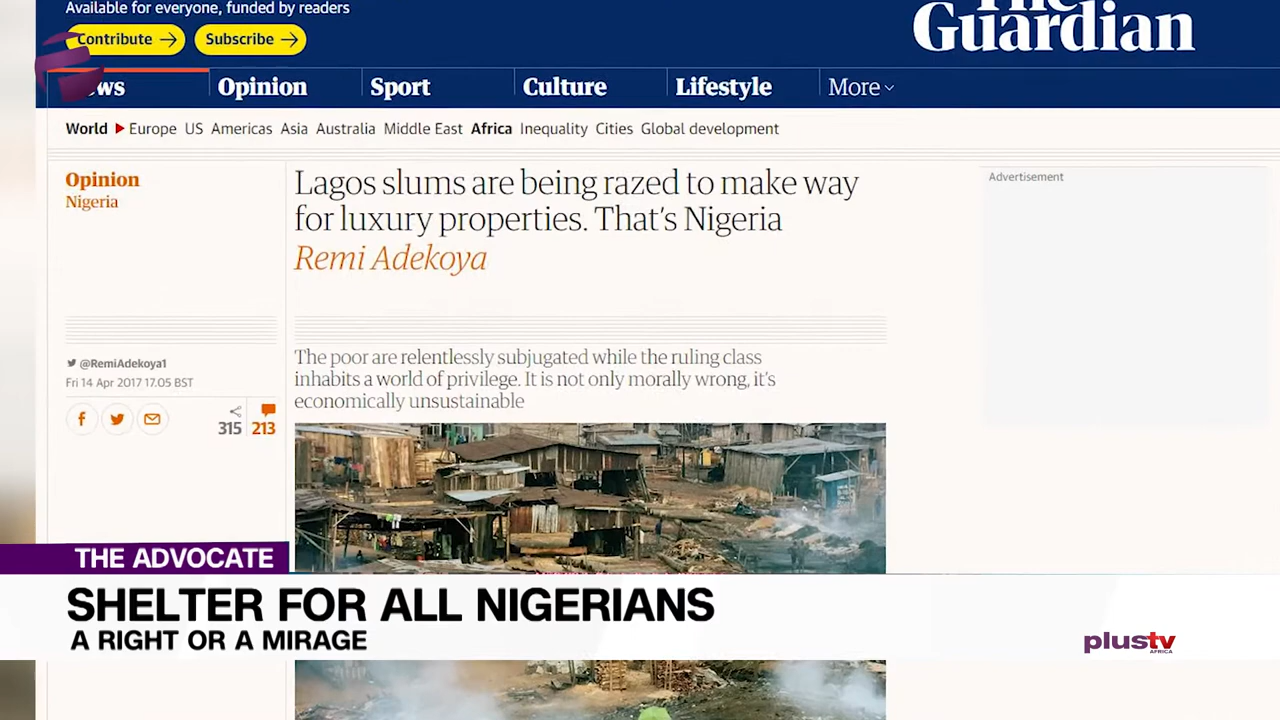 Available for everyone, funded by readers
Contribute →
Subscribe →
The
Guardian
Opinion
Sport
Culture
Lifestyle
More
World
Europe
US
Americas
Asia
Australia
Middle East
Africa
Inequality
Cities
Global development
Opinion
Nigeria
Lagos slums are being razed to make way
for luxury properties. That's Nigeria
Remi Adekoya
Advertisement
The poor are relentlessly subjugated while the ruling class
inhabits a world of privilege. It is not only morally wrong, it's
economically unsustainable
@RemiAdekoya1
Fri 14 Apr 2017 17.05 BST
315
213
THE ADVOCATE
SHELTER FOR ALL NIGERIANS
A RIGHT OR A MIRAGE
plustv
AFRICA